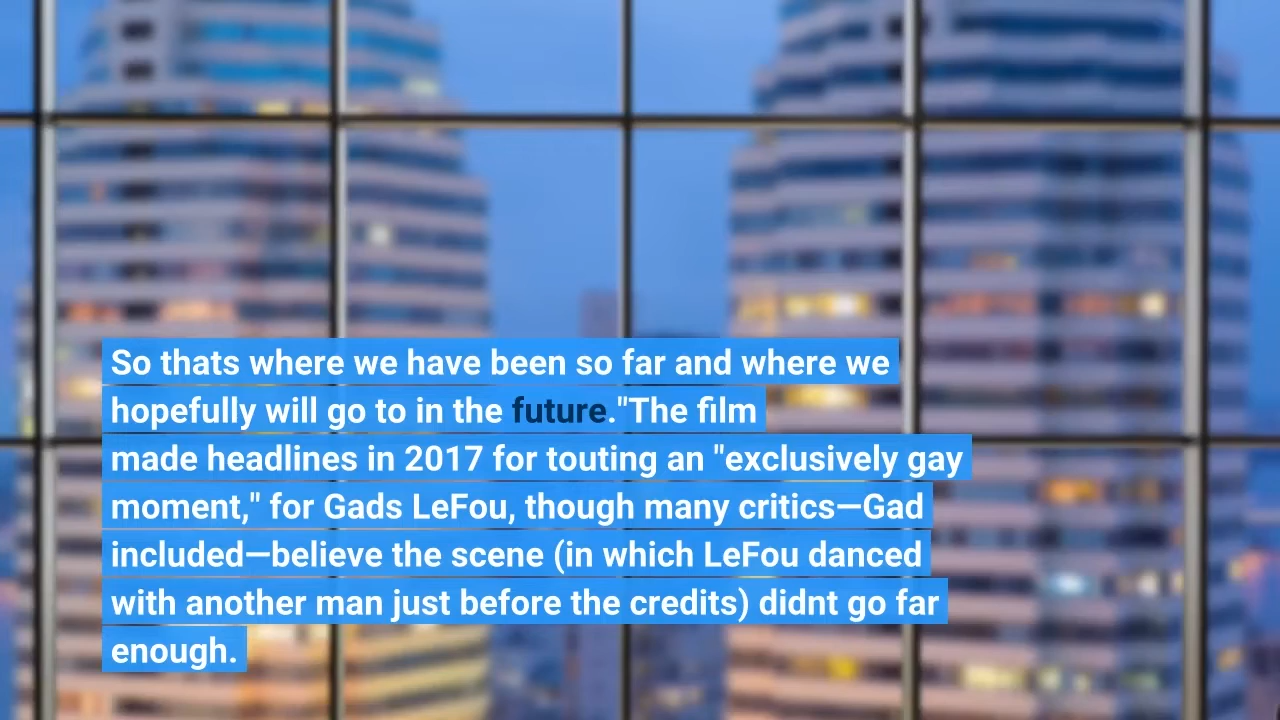 So thats where we have been so far and where we
hopefully will go to in the future."The film
made headlines in 2017 for touting an "exclusively gay
moment," for Gads LeFou, though many critics—Gad
included—believe the scene (in which LeFou danced
with another man just before the credits) didnt go far
enough.